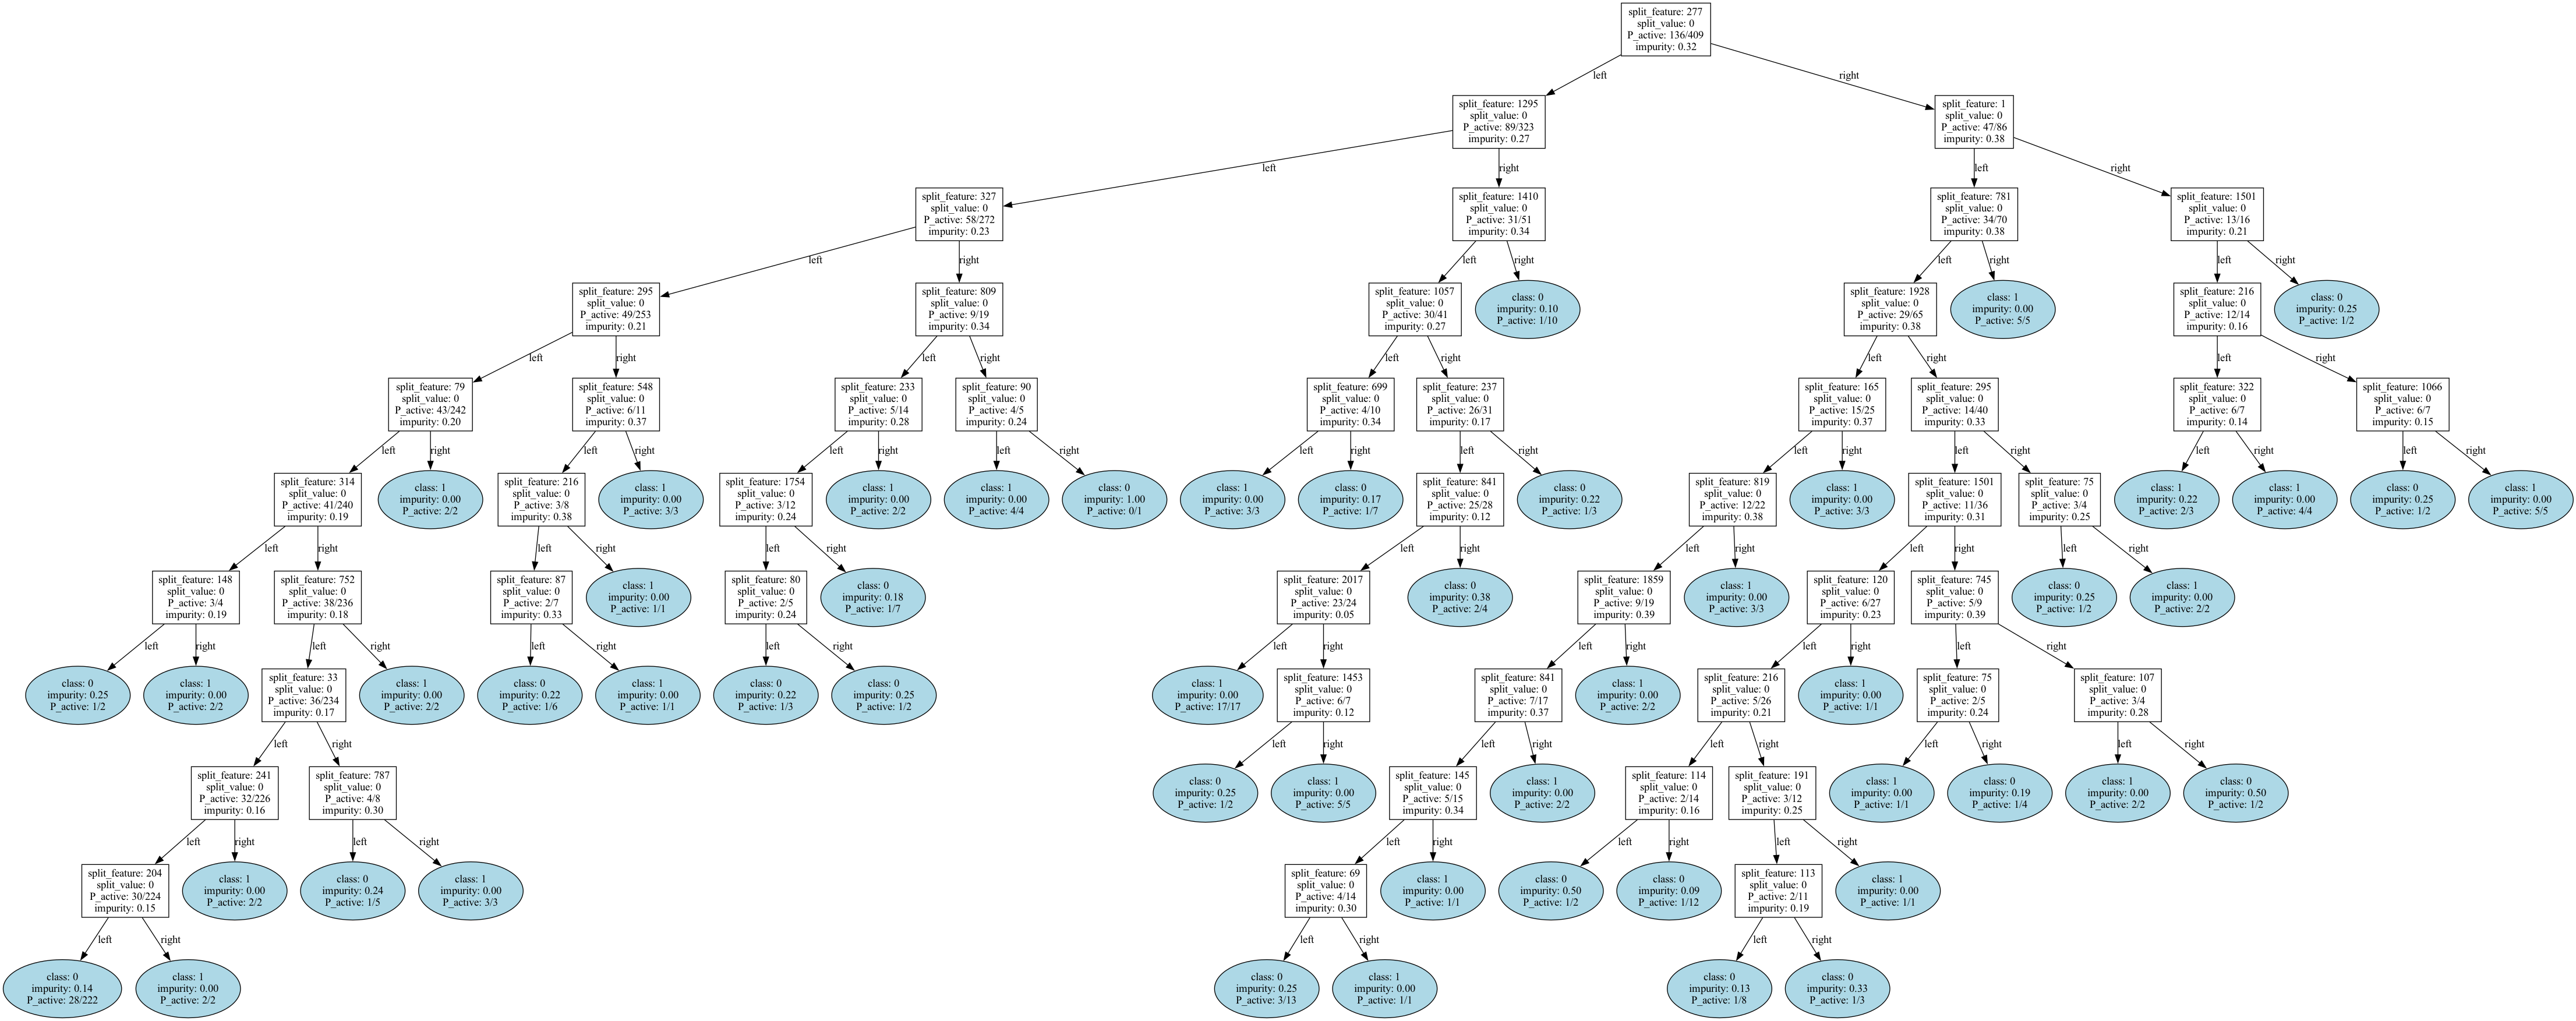 split_feature: 277
split_value: 0
P_active: 136/409
impurity: 0.32
left
right
split_feature: 1295
split_value: 0
P_active: 89/323
impurity: 0.27
split_feature: 1
split_value: 0
P_active: 47/86
impurity: 0.38
left
right
left
right
split_feature: 327
split_value: 0
P_active: 58/272
impurity: 0.23
split_feature: 1410
split_value: 0
P_active: 31/51
impurity: 0.34
split_feature: 781
split_value: 0
P_active: 34/70
impurity: 0.38
split_feature: 1501
split_value: 0
P_active: 13/16
impurity: 0.21
left
right
left
right
left
right
left
right
split_feature: 295
split_value: 0
P_active: 49/253
impurity: 0.21
split_feature: 809
split_value: 0
P_active: 9/19
impurity: 0.34
split_feature: 1057
split_value: 0
P_active: 30/41
impurity: 0.27
class: 0
impurity: 0.10
P_active: 1/10
split_feature: 1928
split_value: 0
P_active: 29/65
impurity: 0.38
class: 1
impurity: 0.00
P_active: 5/5
split_feature: 216
split_value: 0
P_active: 12/14
impurity: 0.16
class: 0
impurity: 0.25
P_active: 1/2
left
right
left
right
left
right
left
right
left
right
split_feature: 79
split_value: 0
P_active: 43/242
impurity: 0.20
split_feature: 548
split_value: 0
P_active: 6/11
impurity: 0.37
split_feature: 233
split_value: 0
P_active: 5/14
impurity: 0.28
split_feature: 90
split_value: 0
P_active: 4/5
impurity: 0.24
split_feature: 699
split_value: 0
P_active: 4/10
impurity: 0.34
split_feature: 237
split_value: 0
P_active: 26/31
impurity: 0.17
split_feature: 165
split_value: 0
P_active: 15/25
impurity: 0.37
split_feature: 295
split_value: 0
P_active: 14/40
impurity: 0.33
split_feature: 322
split_value: 0
P_active: 6/7
impurity: 0.14
split_feature: 1066
split_value: 0
P_active: 6/7
impurity: 0.15
left
right
left
right
left
right
left
right
left
right
left
right
left
right
left
right
left
right
left
right
split_feature: 314
split_value: 0
P_active: 41/240
impurity: 0.19
class: 1
impurity: 0.00
P_active: 2/2
split_feature: 216
split_value: 0
P_active: 3/8
impurity: 0.38
class: 1
impurity: 0.00
P_active: 3/3
split_feature: 1754
split_value: 0
P_active: 3/12
impurity: 0.24
class: 1
impurity: 0.00
P_active: 2/2
class: 1
impurity: 0.00
P_active: 4/4
class: 0
impurity: 1.00
P_active: 0/1
class: 1
impurity: 0.00
P_active: 3/3
class: 0
impurity: 0.17
P_active: 1/7
split_feature: 841
split_value: 0
P_active: 25/28
impurity: 0.12
class: 0
impurity: 0.22
P_active: 1/3
split_feature: 819
split_value: 0
P_active: 12/22
impurity: 0.38
class: 1
impurity: 0.00
P_active: 3/3
split_feature: 1501
split_value: 0
P_active: 11/36
impurity: 0.31
split_feature: 75
split_value: 0
P_active: 3/4
impurity: 0.25
class: 1
impurity: 0.22
P_active: 2/3
class: 1
impurity: 0.00
P_active: 4/4
class: 0
impurity: 0.25
P_active: 1/2
class: 1
impurity: 0.00
P_active: 5/5
left
right
left
right
left
right
left
right
left
right
left
right
left
right
split_feature: 148
split_value: 0
P_active: 3/4
impurity: 0.19
split_feature: 752
split_value: 0
P_active: 38/236
impurity: 0.18
split_feature: 87
split_value: 0
P_active: 2/7
impurity: 0.33
class: 1
impurity: 0.00
P_active: 1/1
split_feature: 80
split_value: 0
P_active: 2/5
impurity: 0.24
class: 0
impurity: 0.18
P_active: 1/7
split_feature: 2017
split_value: 0
P_active: 23/24
impurity: 0.05
class: 0
impurity: 0.38
P_active: 2/4
split_feature: 1859
split_value: 0
P_active: 9/19
impurity: 0.39
class: 1
impurity: 0.00
P_active: 3/3
split_feature: 120
split_value: 0
P_active: 6/27
impurity: 0.23
split_feature: 745
split_value: 0
P_active: 5/9
impurity: 0.39
class: 0
impurity: 0.25
P_active: 1/2
class: 1
impurity: 0.00
P_active: 2/2
left
right
left
right
left
right
left
right
left
right
left
right
left
right
left
right
class: 0
impurity: 0.25
P_active: 1/2
class: 1
impurity: 0.00
P_active: 2/2
split_feature: 33
split_value: 0
P_active: 36/234
impurity: 0.17
class: 1
impurity: 0.00
P_active: 2/2
class: 0
impurity: 0.22
P_active: 1/6
class: 1
impurity: 0.00
P_active: 1/1
class: 0
impurity: 0.22
P_active: 1/3
class: 0
impurity: 0.25
P_active: 1/2
class: 1
impurity: 0.00
P_active: 17/17
split_feature: 1453
split_value: 0
P_active: 6/7
impurity: 0.12
split_feature: 841
split_value: 0
P_active: 7/17
impurity: 0.37
class: 1
impurity: 0.00
P_active: 2/2
split_feature: 216
split_value: 0
P_active: 5/26
impurity: 0.21
class: 1
impurity: 0.00
P_active: 1/1
split_feature: 75
split_value: 0
P_active: 2/5
impurity: 0.24
split_feature: 107
split_value: 0
P_active: 3/4
impurity: 0.28
left
right
left
right
left
right
left
right
left
right
left
right
split_feature: 241
split_value: 0
P_active: 32/226
impurity: 0.16
split_feature: 787
split_value: 0
P_active: 4/8
impurity: 0.30
class: 0
impurity: 0.25
P_active: 1/2
class: 1
impurity: 0.00
P_active: 5/5
split_feature: 145
split_value: 0
P_active: 5/15
impurity: 0.34
class: 1
impurity: 0.00
P_active: 2/2
split_feature: 114
split_value: 0
P_active: 2/14
impurity: 0.16
split_feature: 191
split_value: 0
P_active: 3/12
impurity: 0.25
class: 1
impurity: 0.00
P_active: 1/1
class: 0
impurity: 0.19
P_active: 1/4
class: 1
impurity: 0.00
P_active: 2/2
class: 0
impurity: 0.50
P_active: 1/2
left
right
left
right
left
right
left
right
left
right
split_feature: 204
split_value: 0
P_active: 30/224
impurity: 0.15
class: 1
impurity: 0.00
P_active: 2/2
class: 0
impurity: 0.24
P_active: 1/5
class: 1
impurity: 0.00
P_active: 3/3
split_feature: 69
split_value: 0
P_active: 4/14
impurity: 0.30
class: 1
impurity: 0.00
P_active: 1/1
class: 0
impurity: 0.50
P_active: 1/2
class: 0
impurity: 0.09
P_active: 1/12
split_feature: 113
split_value: 0
P_active: 2/11
impurity: 0.19
class: 1
impurity: 0.00
P_active: 1/1
left
right
left
right
left
right
class: 0
impurity: 0.14
P_active: 28/222
class: 1
impurity: 0.00
P_active: 2/2
class: 0
impurity: 0.25
P_active: 3/13
class: 1
impurity: 0.00
P_active: 1/1
class: 0
impurity: 0.13
P_active: 1/8
class: 0
impurity: 0.33
P_active: 1/3